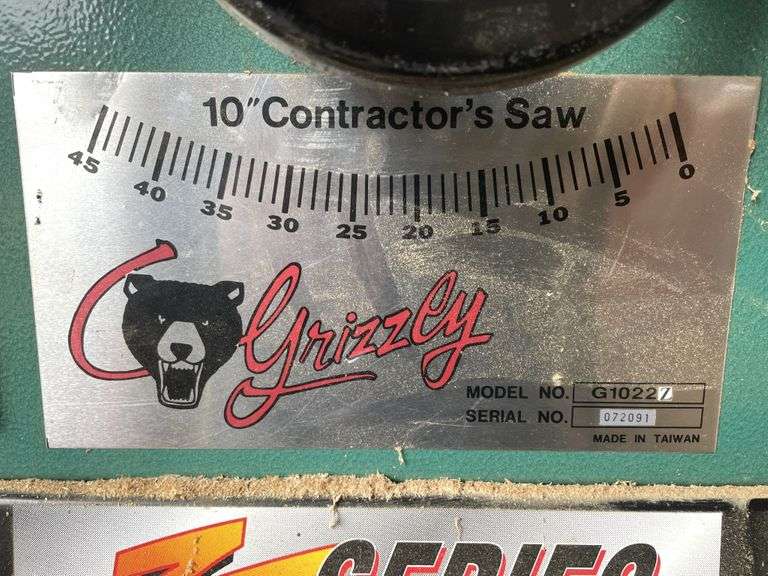 10" Contractor's Saw
45 40 35 30 25 20 15 10 5 0
Grizzly
MODEL NO. G1022Z
SERIAL NO. 072091
MADE IN TAIWAN
Z SERIES